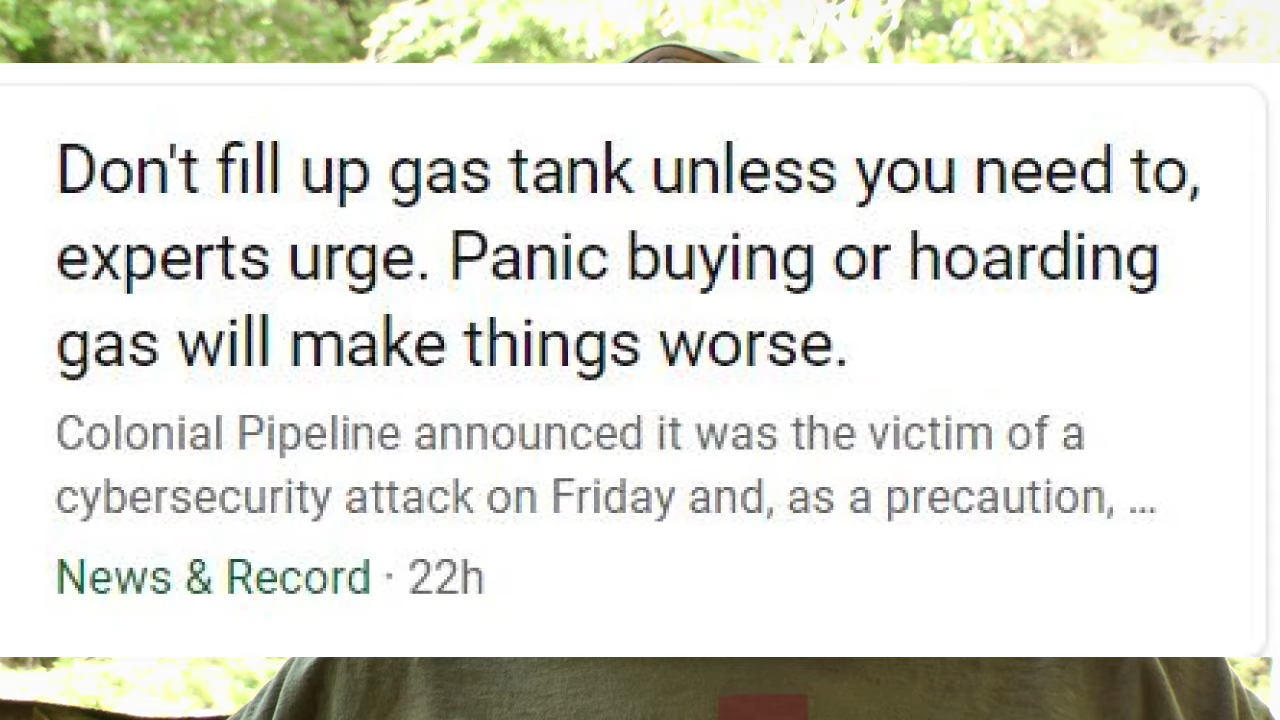 Don't fill up gas tank unless you need to,
experts urge. Panic buying or hoarding
gas will make things worse.
Colonial Pipeline announced it was the victim of a
cybersecurity attack on Friday and, as a precaution, ...
News & Record · 22h